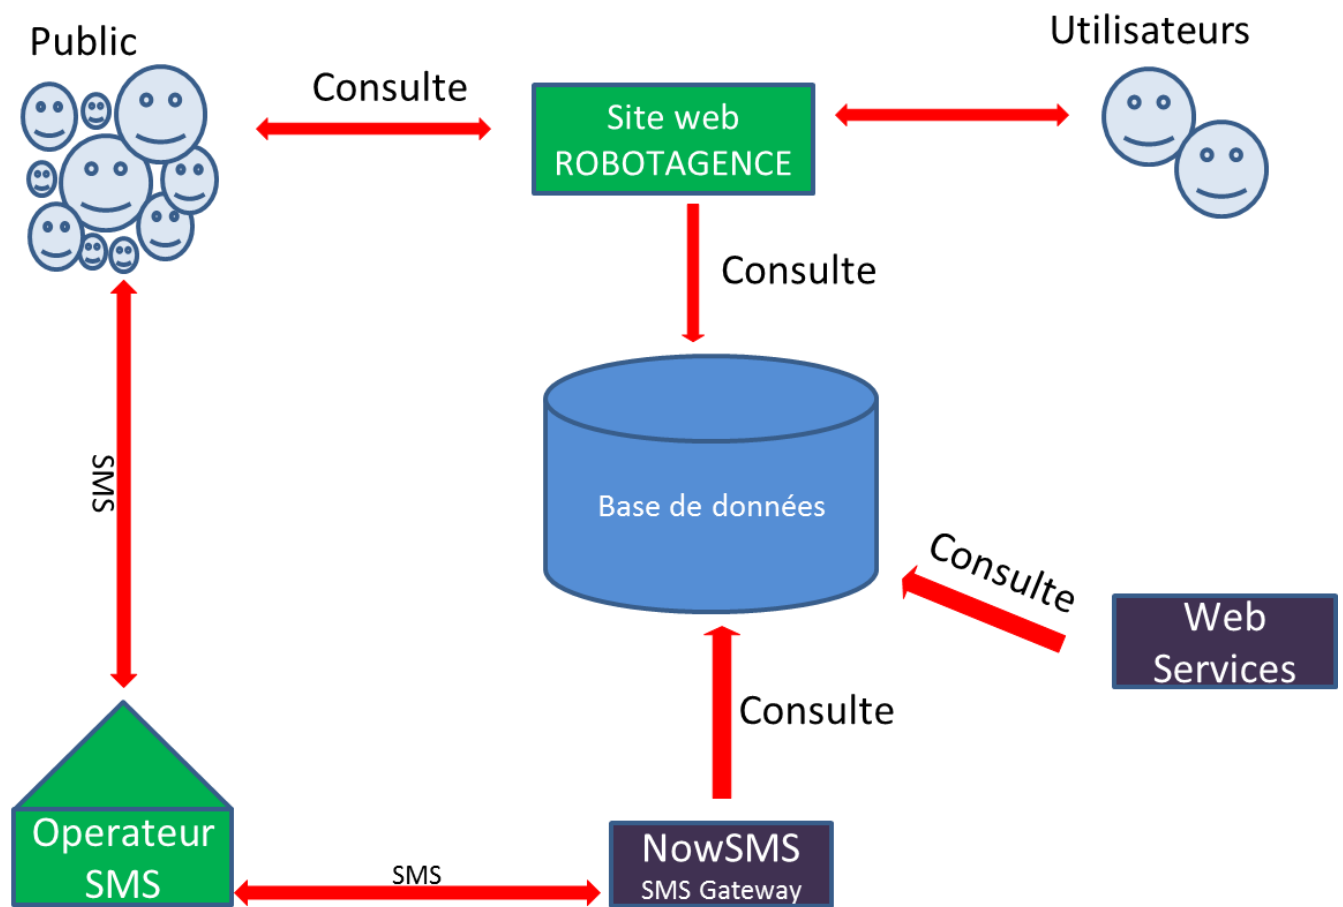 Public
Utilisateurs
Consulte
Site web
ROBOTAGENCE
Consulte
SMS
Base de données
Consulte
Web
Services
Consulte
Operateur
SMS
SMS
NowSMS
SMS Gateway